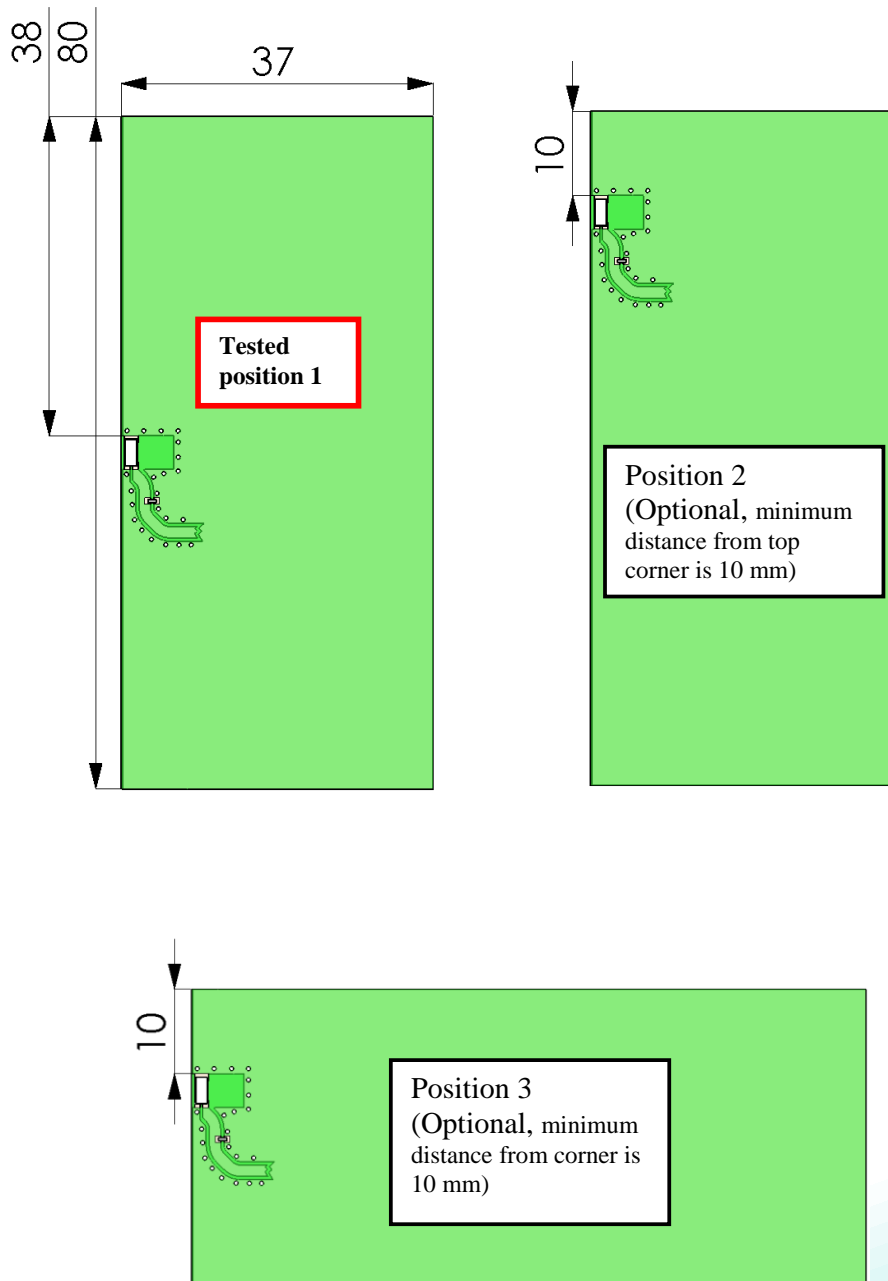 38
80
37
10
Tested
position 1
Position 2
(Optional, minimum
distance from top
corner is 10 mm)
10
Position 3
(Optional, minimum
distance from corner is
10 mm)